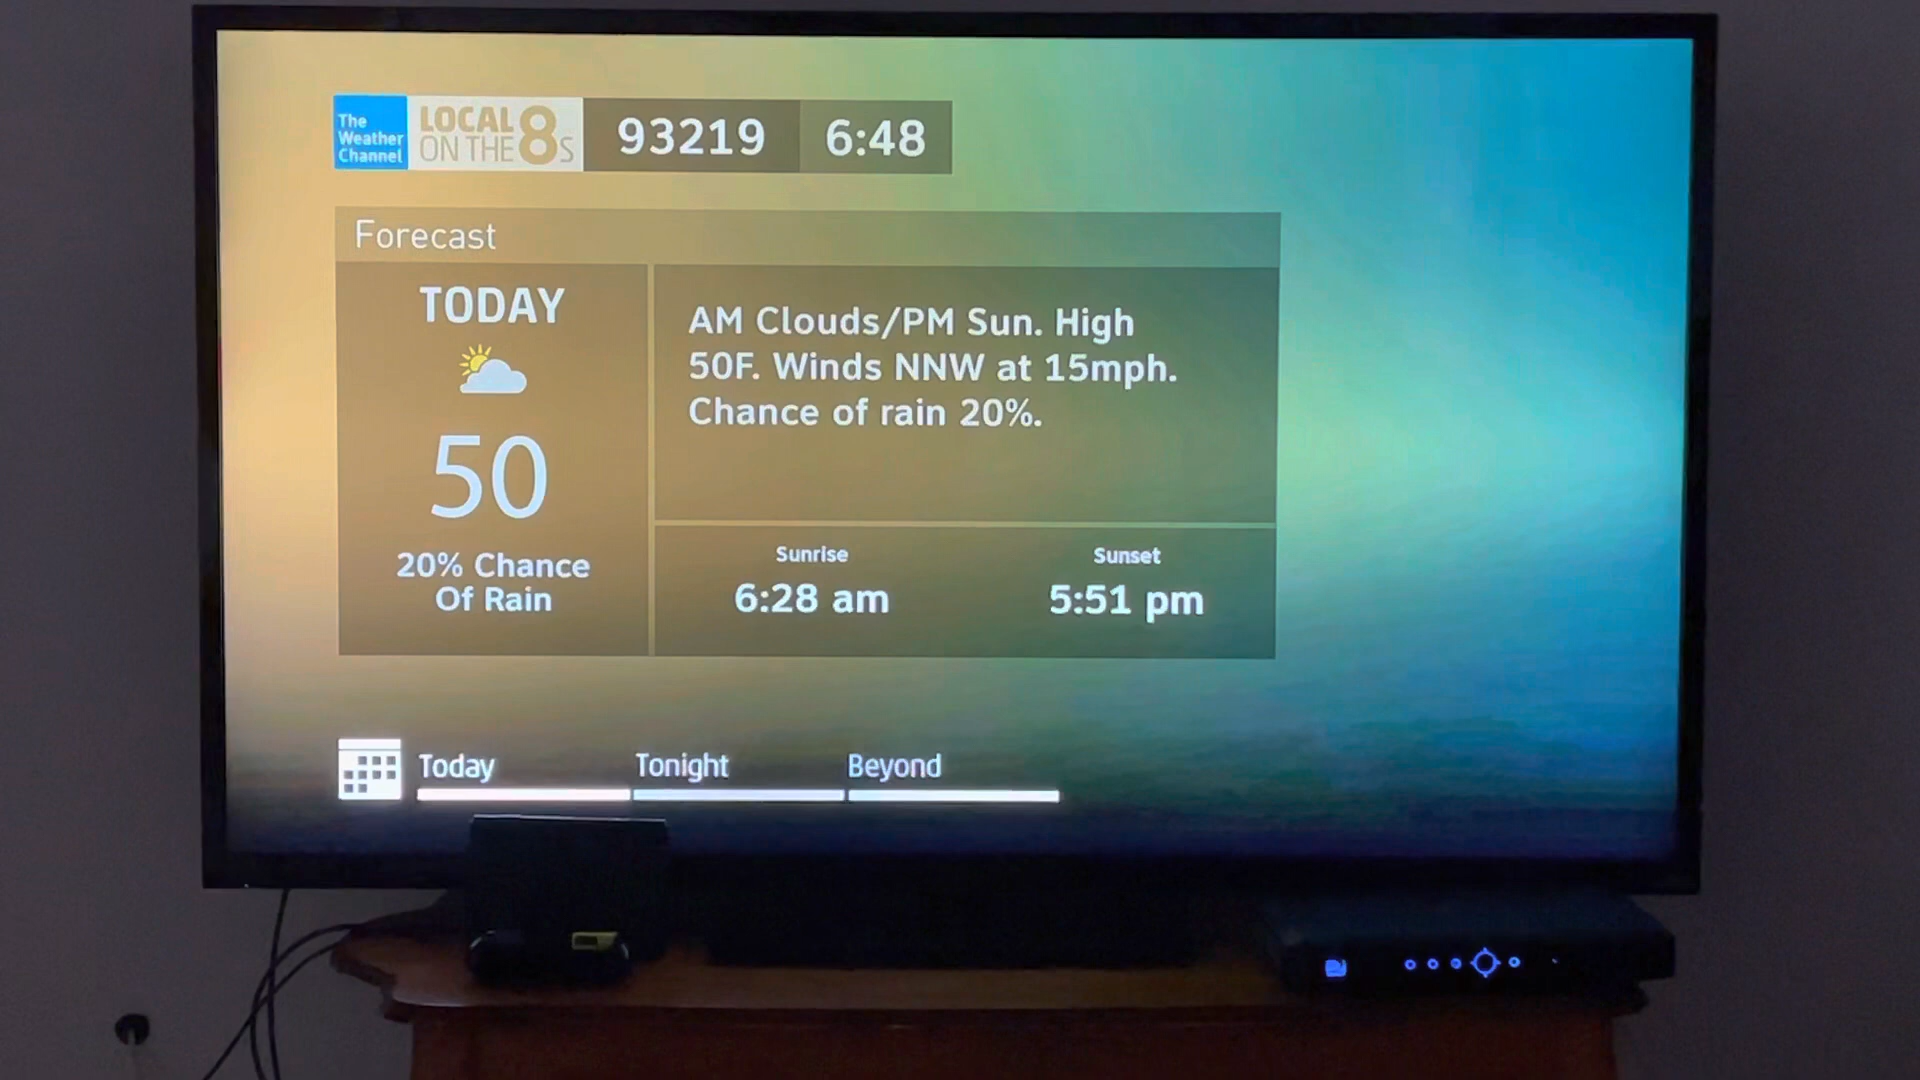 The
Weather
Channel
LOCAL
ON THE 8s
93219
6:48
Forecast
TODAY
50
20% Chance
Of Rain
AM Clouds/PM Sun. High
50F. Winds NNW at 15mph.
Chance of rain 20%.
Sunrise
6:28 am
Sunset
5:51 pm
Today
Tonight
Beyond